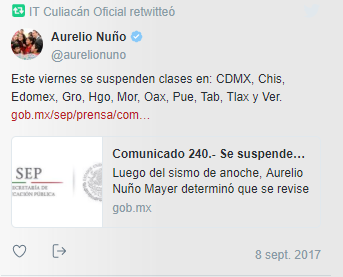 IT Culiacán Oficial retwitteó
Aurelio Nuño
@aurelionuno
Este viernes se suspenden clases en: CDMX, Chis,
Edomex, Gro, Hgo, Mor, Oax, Pue, Tab, Tlax y Ver.
gob.mx/sep/prensa/com…
SEP
CRETARÍA DE
CACIÓN PÚBLICA
Comunicado 240.- Se suspende…
Luego del sismo de anoche, Aurelio
Nuño Mayer determinó que se revise
gob.mx
8 sept. 2017